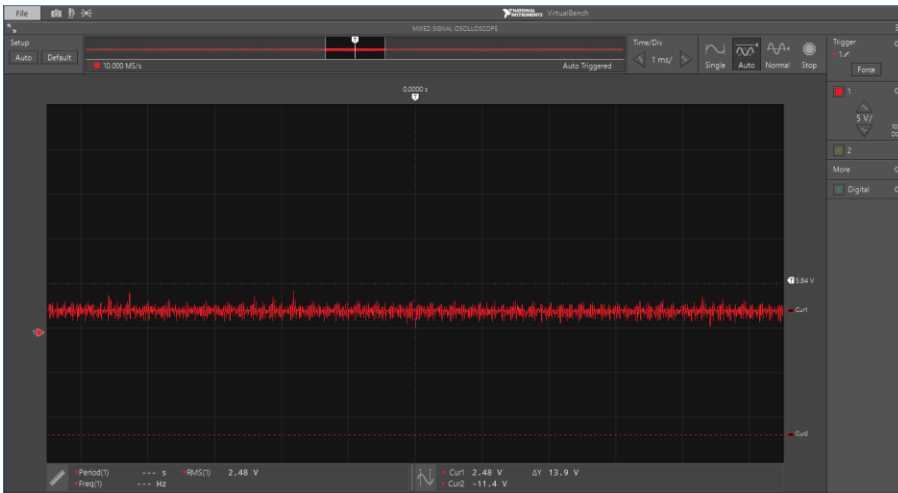 File
NATIONAL INSTRUMENTS VirtualBench
MIXED SIGNAL OSCILLOSCOPE
Setup
Auto Default
10.000 MS/s
Auto Triggered
Time/Div
1 ms/
Single Auto Normal Stop
Trigger
1
Force
0.0000 s
T
1
5 V/
2
More
Digital
T 3.84 V
Cur1
1
Cur2
Period(1) --- s RMS(1) 2.48 V
Freq(1) --- Hz
Cur1 2.48 V ΔY 13.9 V
Cur2 -11.4 V